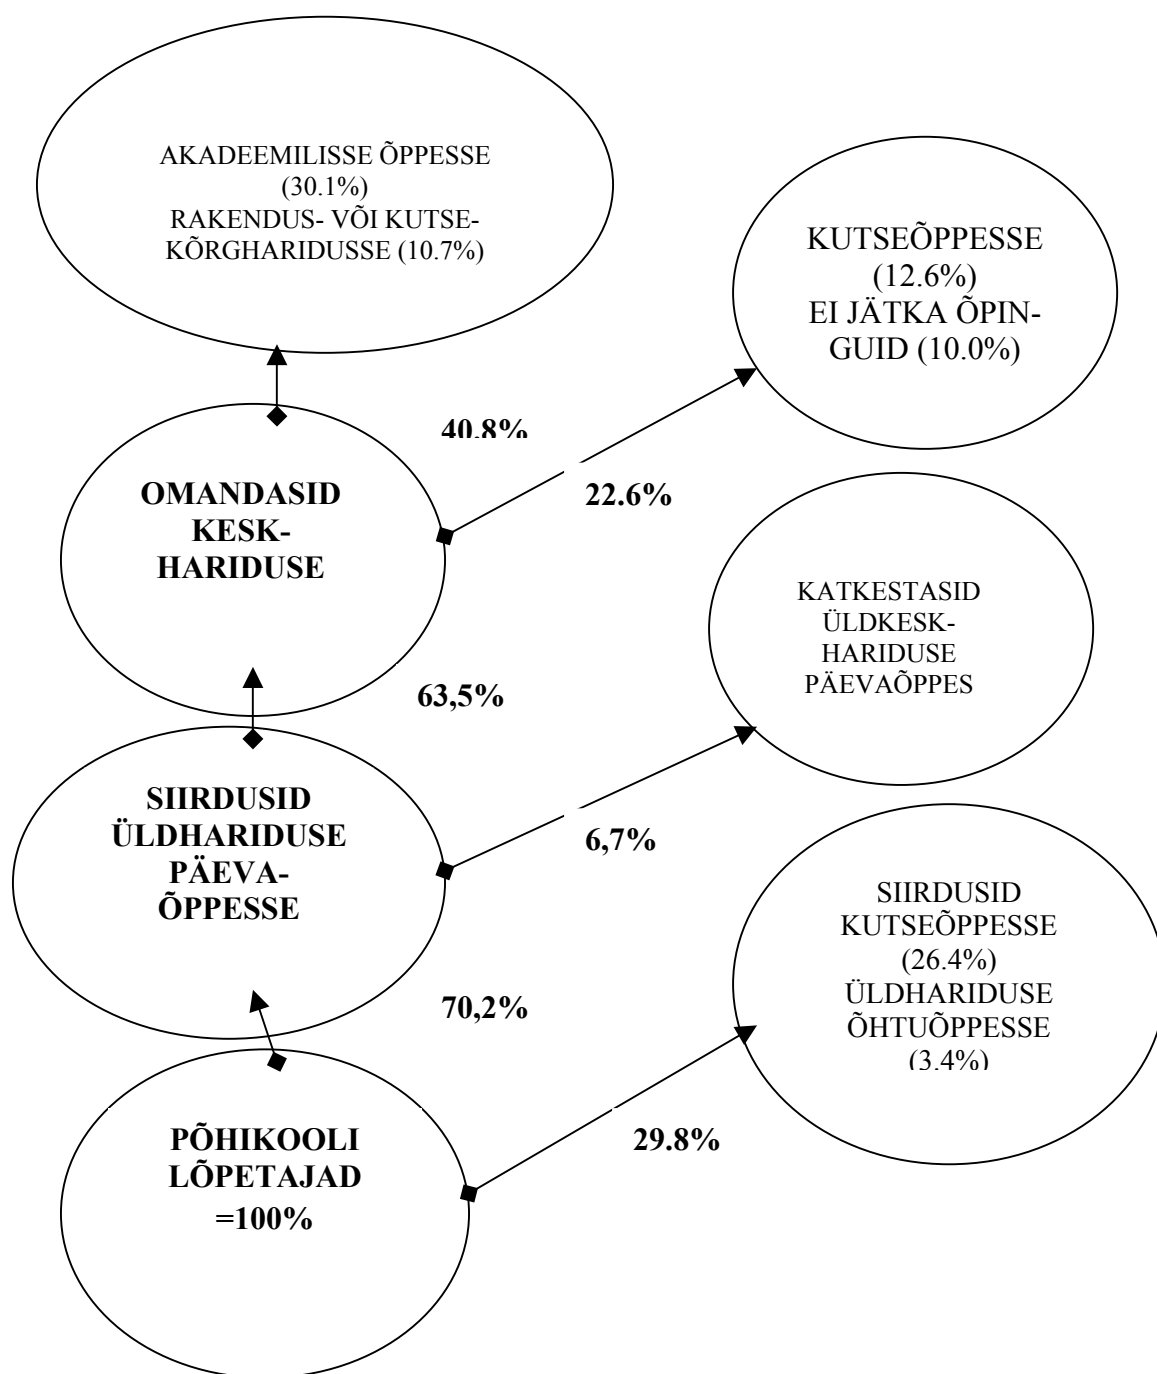 AKADEEMILISSE ÕPPESSE
(30.1%)
RAKENDUS- VÕI KUTSE-
KÕRGHARIDUSSE (10.7%)
KUTSEÕPPESSE
(12.6%)
EI JÄTKA ÕPIN-
GUID (10.0%)
40.8%
22.6%
OMANDASID
KESK-
HARIDUSE
KATKESTASID
ÜLDKESK-
HARIDUSE
PÄEVAÕPPES
63,5%
SIIRDUSID
ÜLDHARIDUSE
PÄEVA-
ÕPPESSE
6,7%
SIIRDUSID
KUTSEÕPPESSE
(26.4%)
ÜLDHARIDUSE
ÕHTUÕPPESSE
(3.4%)
70,2%
PÕHIKOOLI
LÕPETAJAD
=100%
29.8%